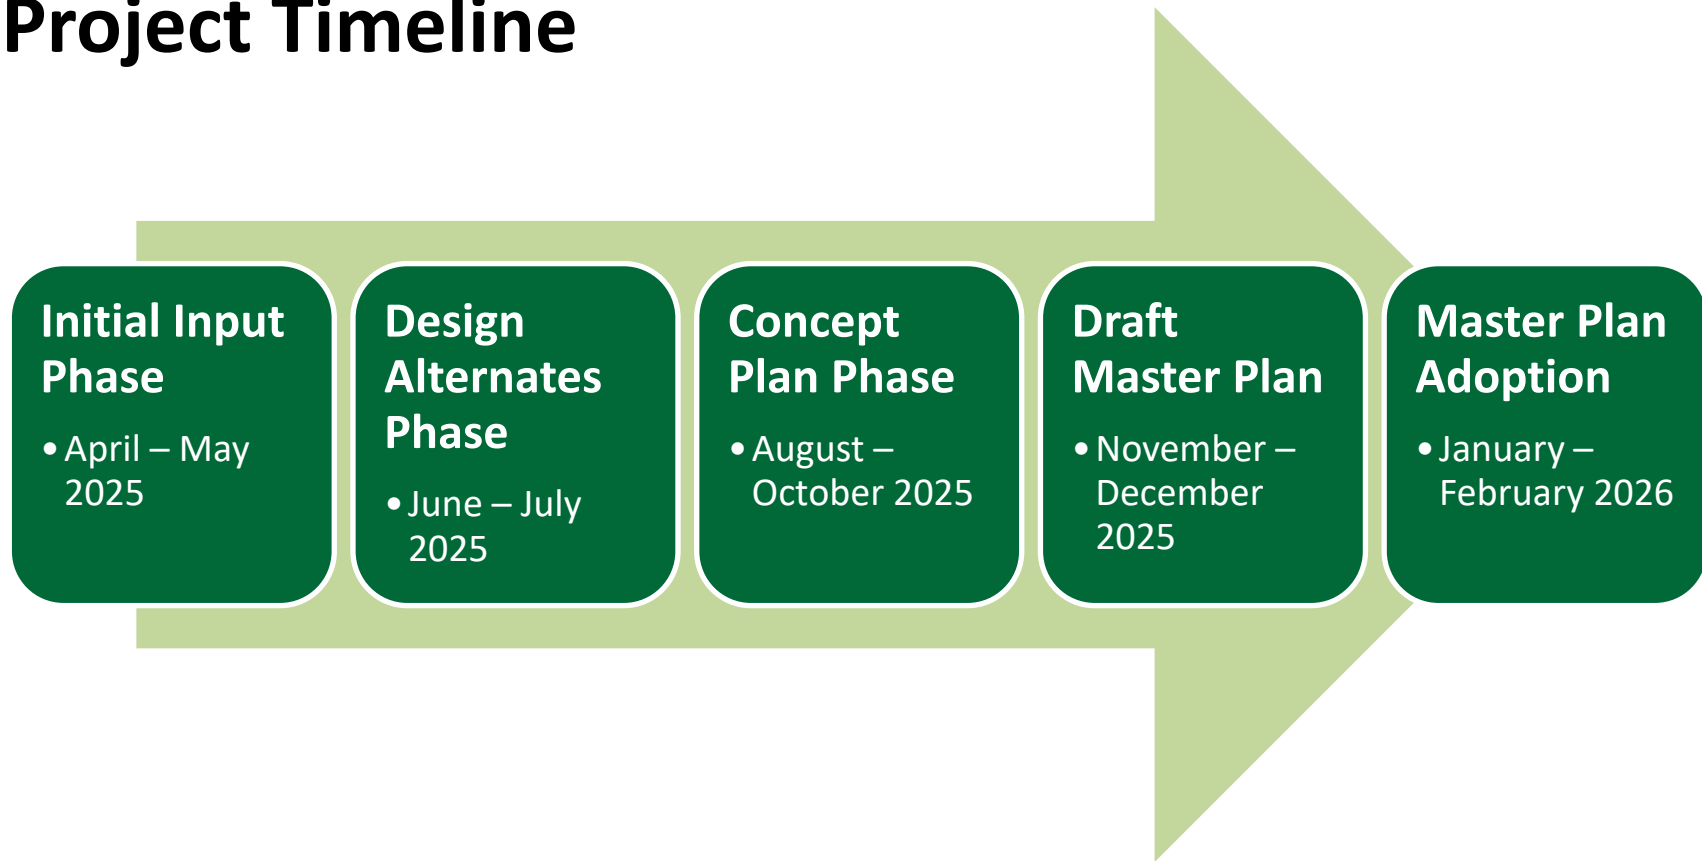 Project Timeline
Initial Input
Phase
• April – May
2025
Design
Alternates
Phase
• June – July
2025
Concept
Plan Phase
• August –
October 2025
Draft
Master Plan
• November –
December
2025
Master Plan
Adoption
• January –
February 2026